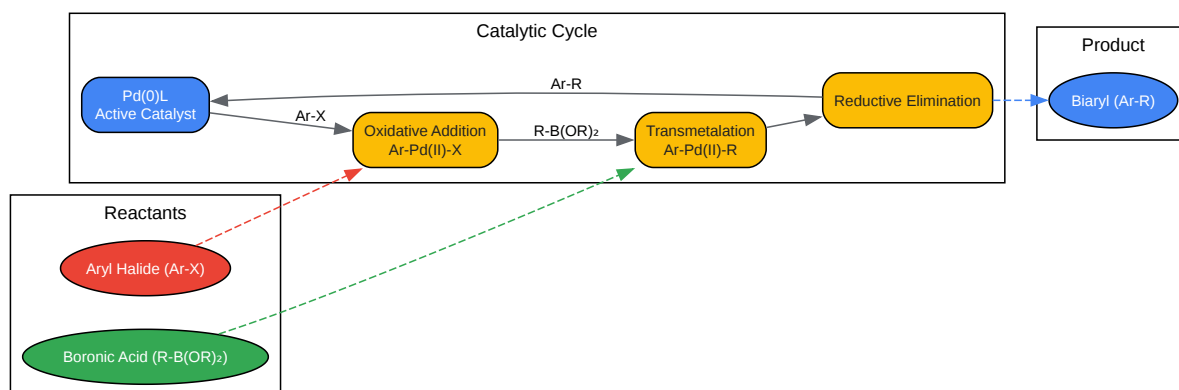 Catalytic Cycle
Product
Pd(0)L
Active Catalyst
Ar-X
Oxidative Addition
Ar-Pd(II)-X
R-B(OR)₂
Transmetalation
Ar-Pd(II)-R
Ar-R
Reductive Elimination
Biaryl (Ar-R)
Reactants
Aryl Halide (Ar-X)
Boronic Acid (R-B(OR)₂)